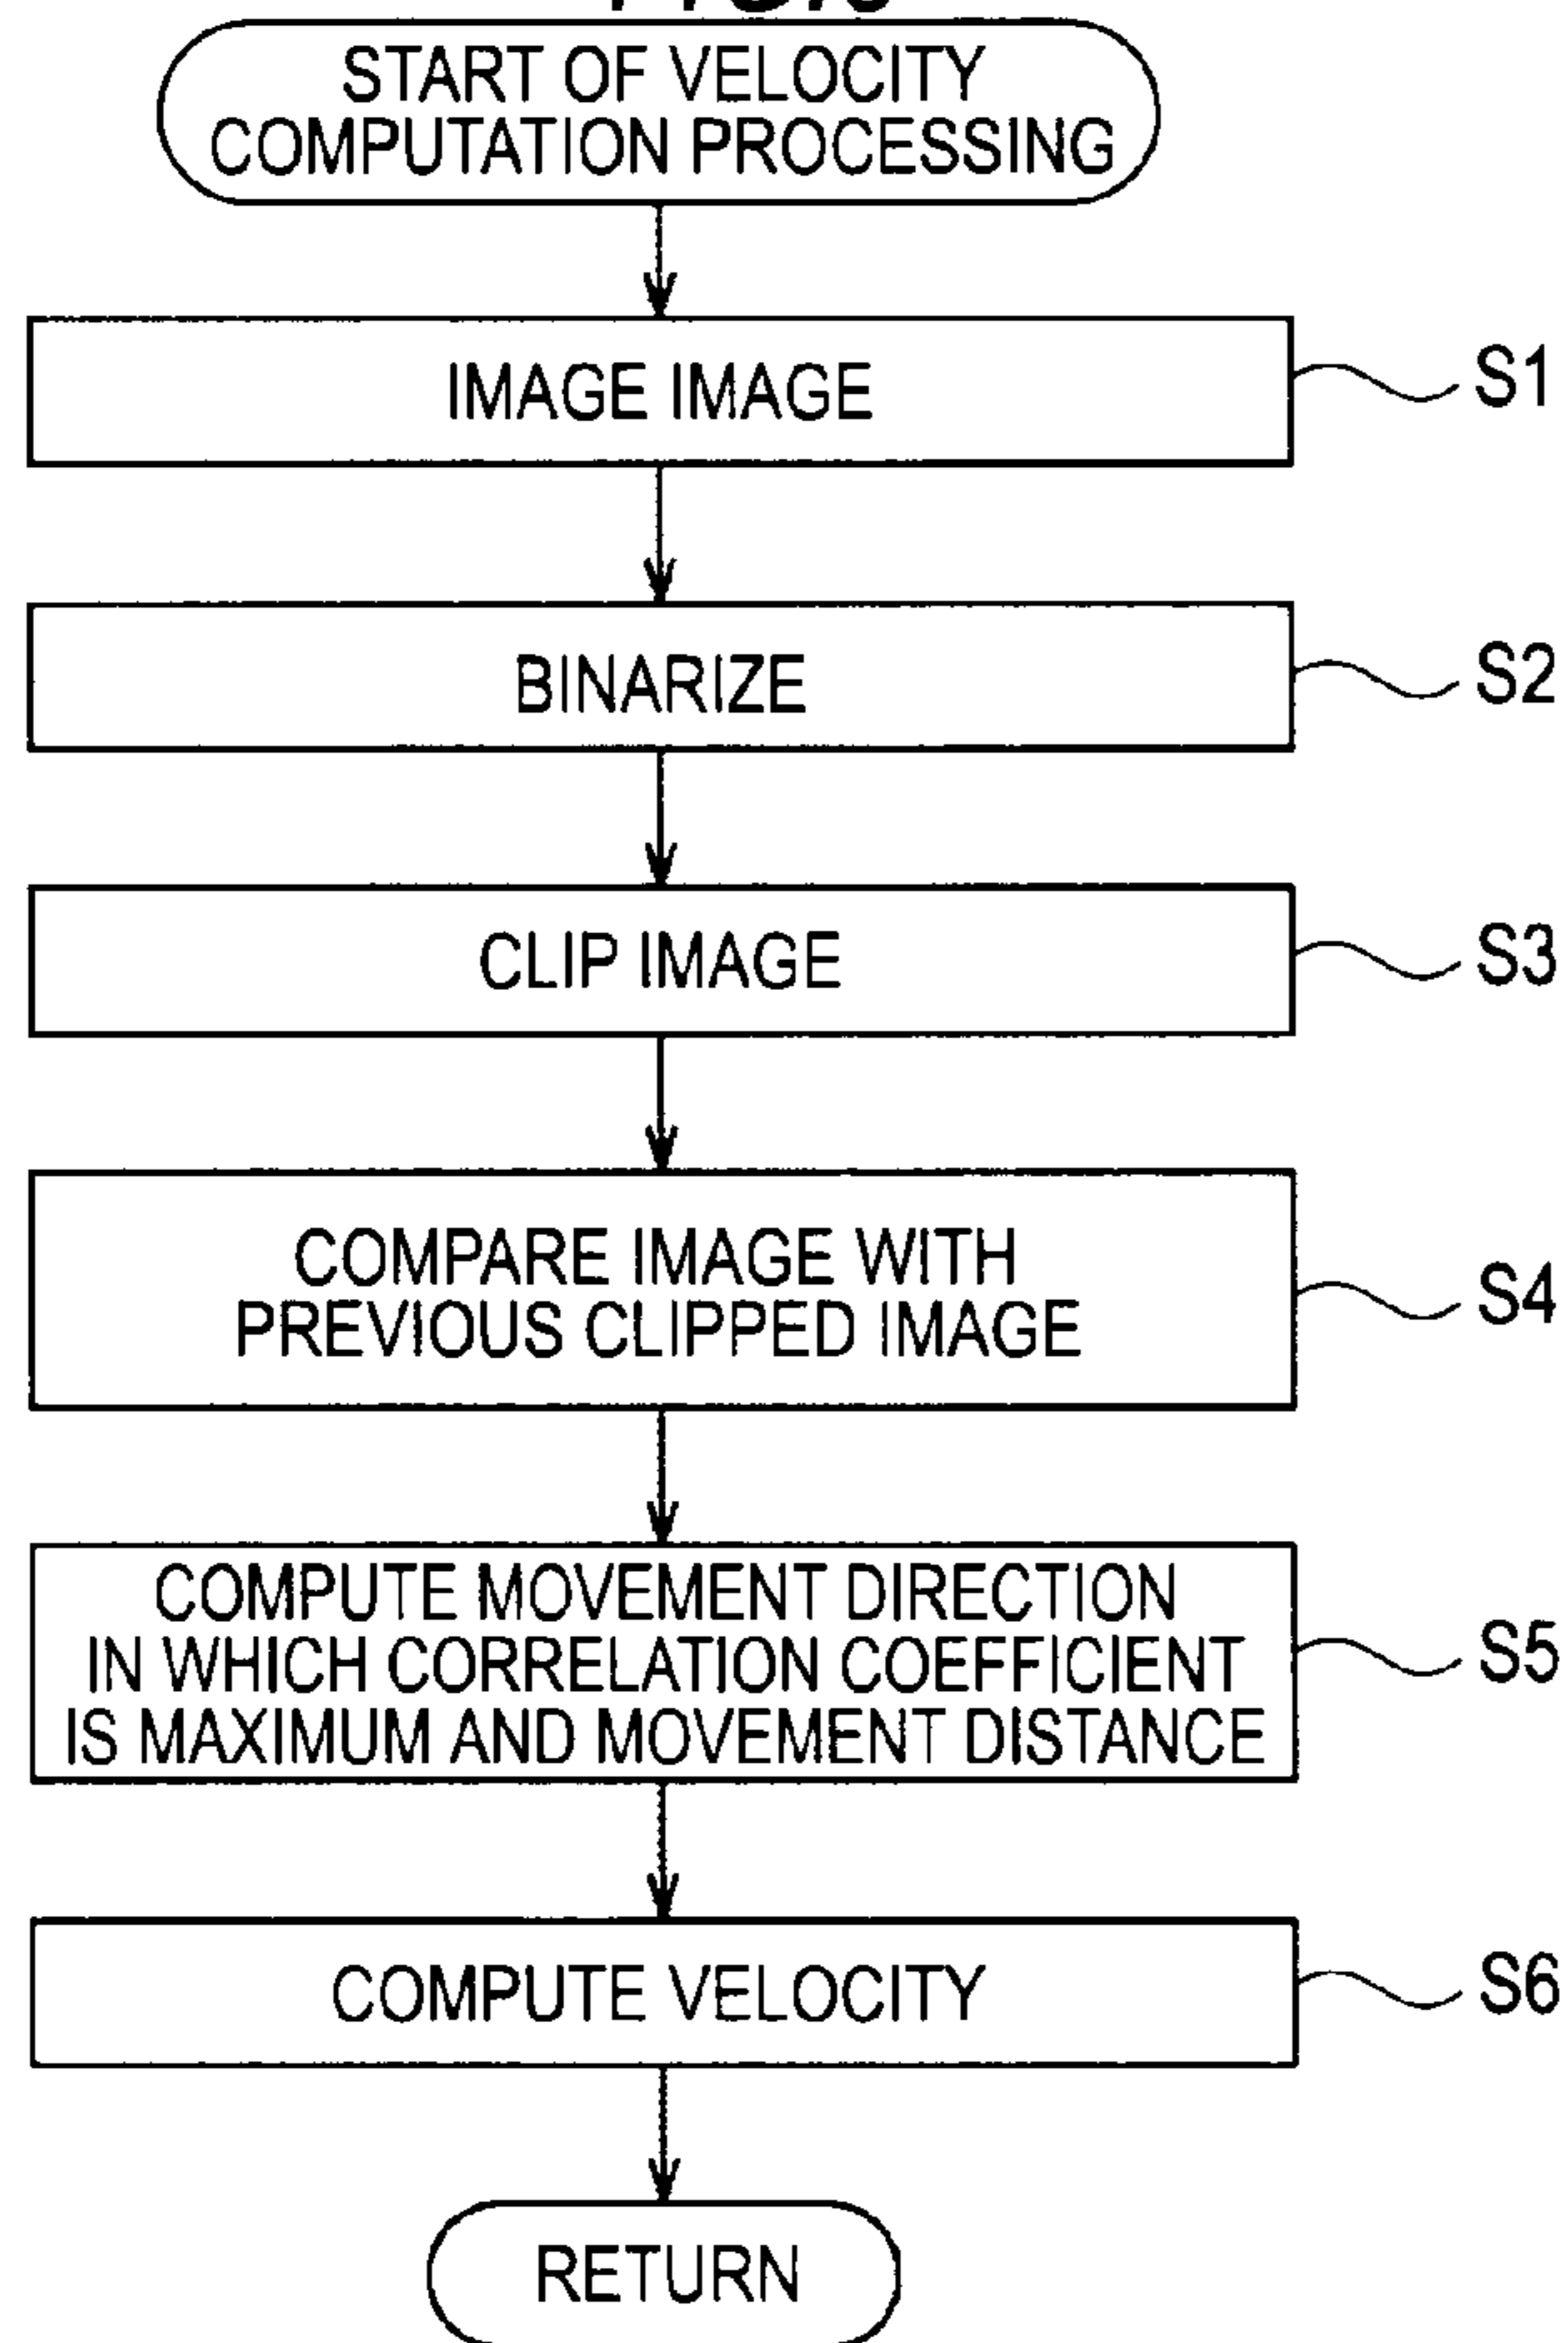 START OF VELOCITY
COMPUTATION PROCESSING
IMAGE IMAGE
S1
BINARIZE
S2
CLIP IMAGE
S3
COMPARE IMAGE WITH
PREVIOUS CLIPPED IMAGE
S4
COMPUTE MOVEMENT DIRECTION
IN WHICH CORRELATION COEFFICIENT
IS MAXIMUM AND MOVEMENT DISTANCE
S5
COMPUTE VELOCITY
S6
RETURN